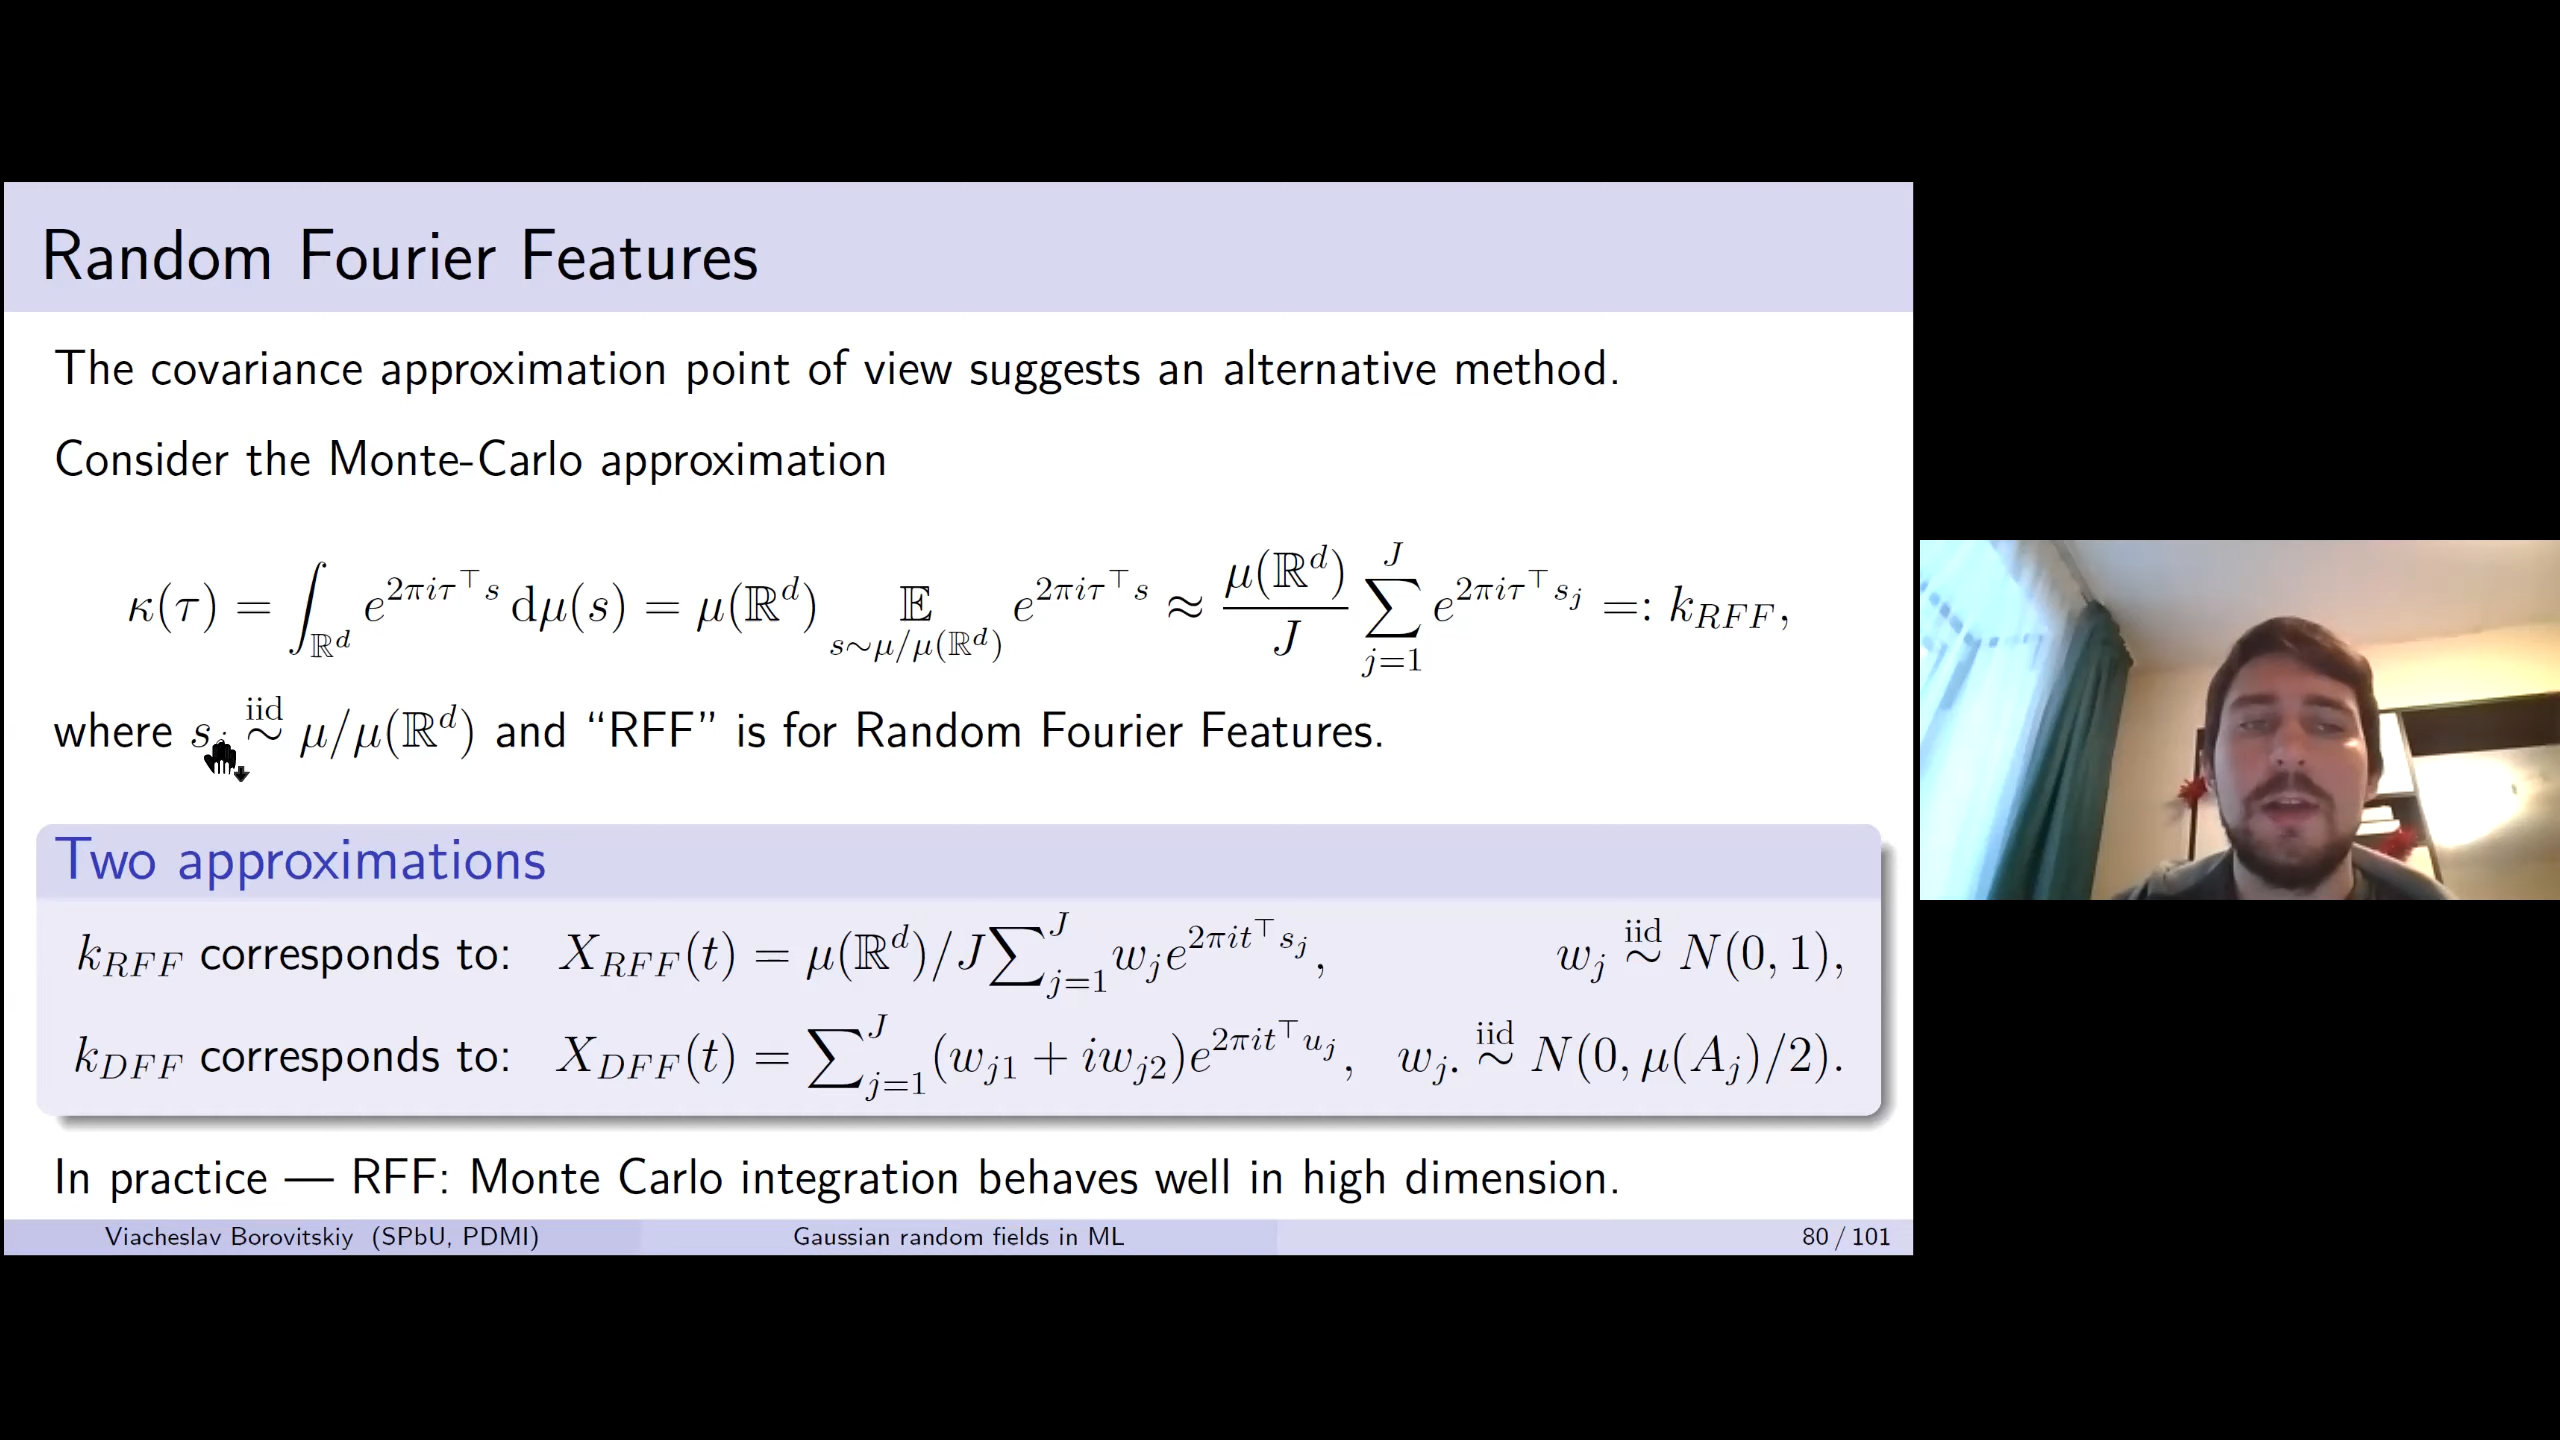 Random Fourier Features
The covariance approximation point of view suggests an alternative method.
Consider the Monte-Carlo approximation
κ(τ) = ∫_{ℝ^d} e^{2πiτ^⊤s} dμ(s) = μ(ℝ^d) 𝔼_{s∼μ/μ(ℝ^d)} e^{2πiτ^⊤s} ≈ μ(ℝ^d)/J ∑_{j=1}^{J} e^{2πiτ^⊤s_j} =: k_{RFF},
where s_j ∼^{iid} μ/μ(ℝ^d) and “RFF” is for Random Fourier Features.
Two approximations
k_{RFF} corresponds to: X_{RFF}(t) = μ(ℝ^d)/J ∑_{j=1}^{J} w_j e^{2πit^⊤s_j}, w_j ∼^{iid} N(0, 1),
k_{DFF} corresponds to: X_{DFF}(t) = ∑_{j=1}^{J} (w_{j1} + iw_{j2})e^{2πit^⊤u_j}, w_{j·} ∼^{iid} N(0, μ(A_j)/2).
In practice — RFF: Monte Carlo integration behaves well in high dimension.
Viacheslav Borovitskiy (SPbU, PDMI) Gaussian random fields in ML 80 / 101